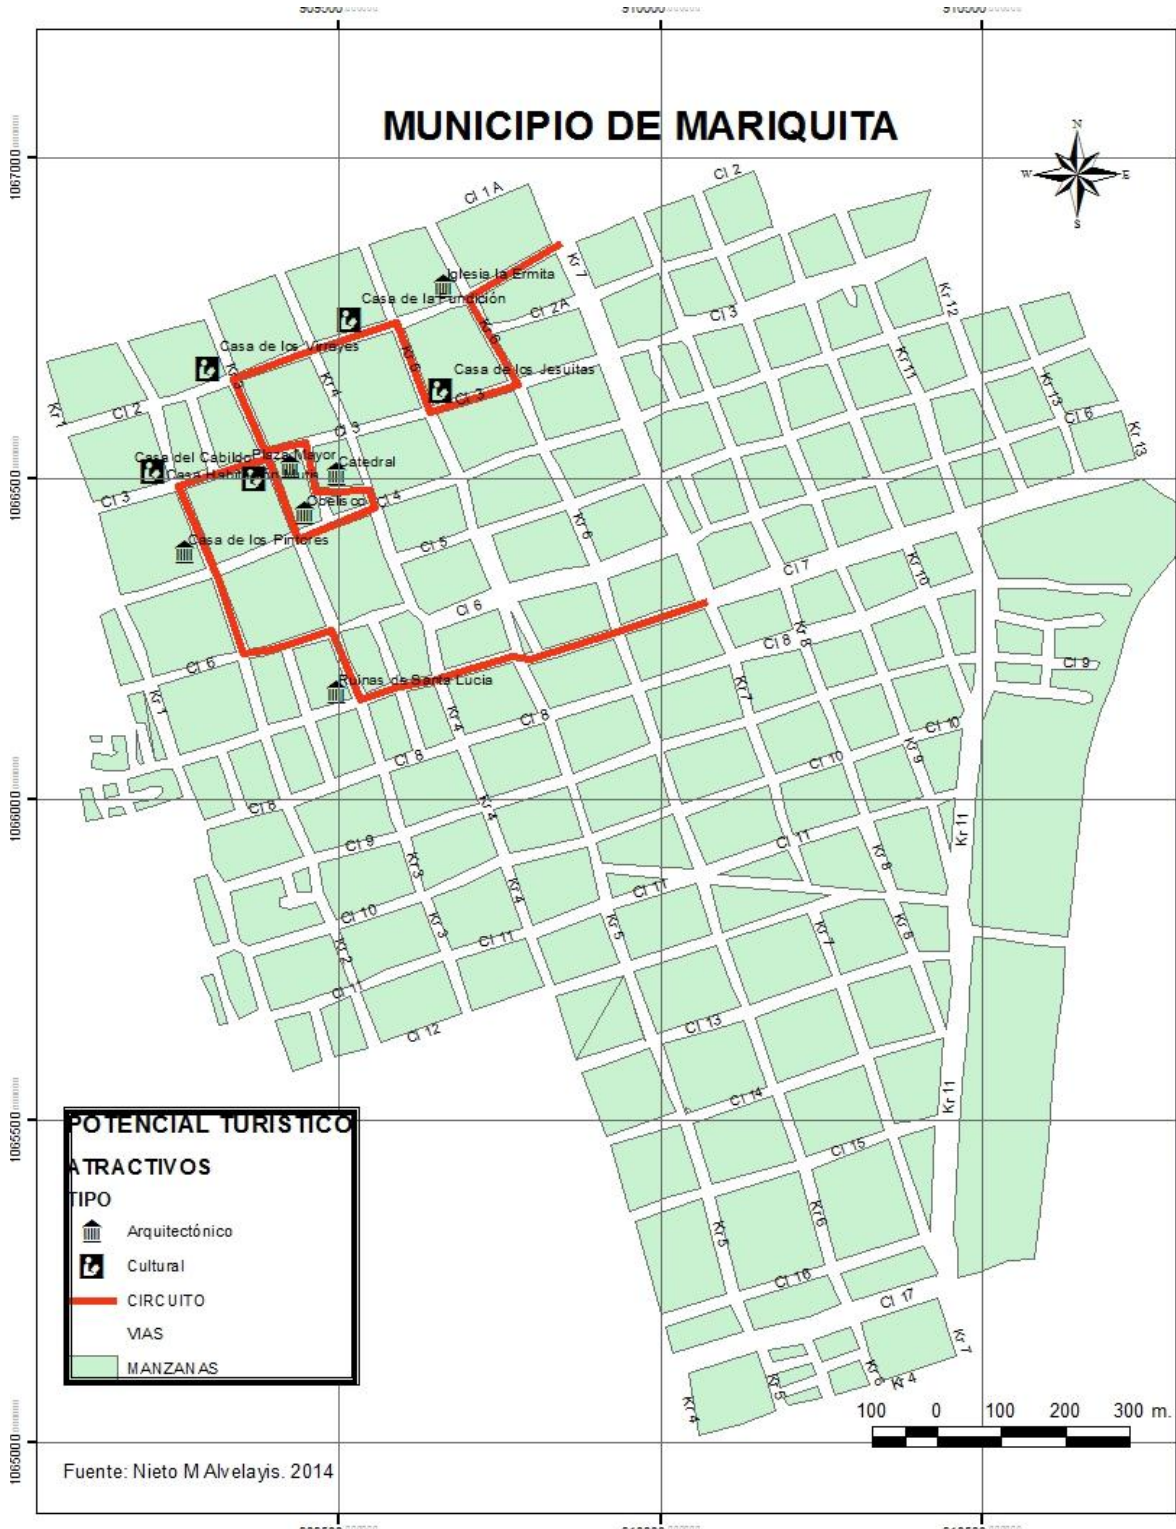 MUNICIPIO DE MARIQUITA
N
W E
S
1067000
1066500
1066000
1065500
1065000
Cl 1A
Cl 2
Kr 7
Iglesia la Ermita
Casa de la Fundición
Cl 2A
Cl 3
Kr 12
Kr 6
Casa de los Virreyes
Kr 3
Kr 5
Kr 4
Kr 11
Casa de los Jesuitas
Kr 1
Cl 2
Cl 3
Kr 13
Cl 6
Kr 13
Cl 3
Casa del Cabildo
Plaza Mayor
Catedral
Cl 3
Obelisco
Cl 4
Kr 6
Casa de los Pintores
Cl 5
Cl 7
Kr 10
Cl 6
Kr 8
Cl 8
Cl 6
Cl 9
Ruinas de Santa Lucia
Kr 1
Kr 7
Kr 4
Cl 8
Cl 10
Kr 9
Cl 8
Cl 10
Cl 8
Kr 4
Kr 11
Cl 9
Cl 11
Kr 8
Kr 3
Kr 4
Cl 11
Cl 10
Kr 3
Kr 5
Kr 7
Kr 8
Cl 11
Kr 2
Cl 11
Cl 12
Cl 13
Cl 14
Kr 11
Cl 15
Kr 5
Kr 6
Cl 16
Cl 17
Kr 7
Kr 6
Kr 4
Kr 5
Kr 4
POTENCIAL TURISTICO
ATRACTIVOS
TIPO
Arquitectónico
Cultural
CIRCUITO
VIAS
MANZANAS
100 0 100 200 300 m.
Fuente: Nieto M Alvelayis. 2014